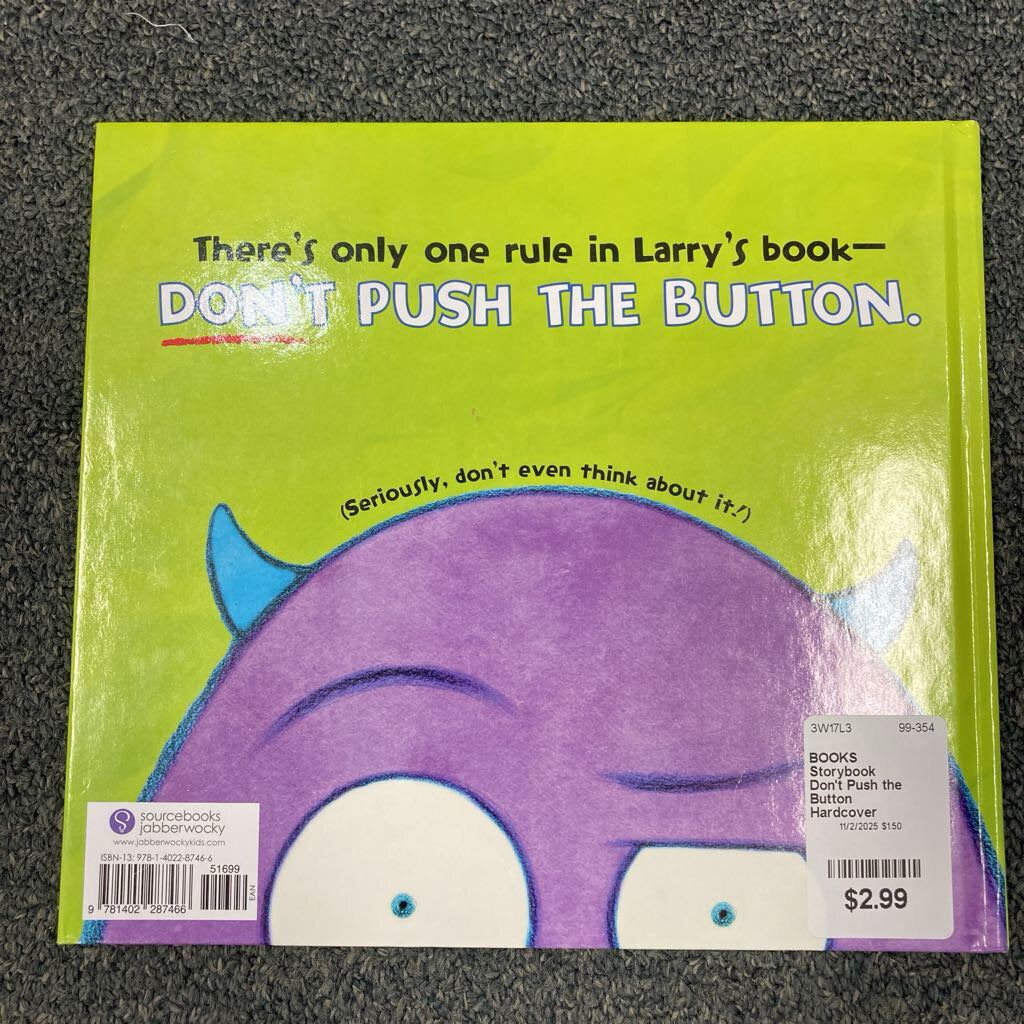 There's only one rule in Larry's book—
DON'T PUSH THE BUTTON.
(Seriously, don't even think about it!)
sourcebooks
jabberwocky
www.jabberwockykids.com
ISBN-13: 978-1-4022-8746-6
51699
EAN
9 781402 287466
3W17L3 99-354
BOOKS
Storybook
Don't Push the
Button
Hardcover
11/2/2025 $1.50
$2.99